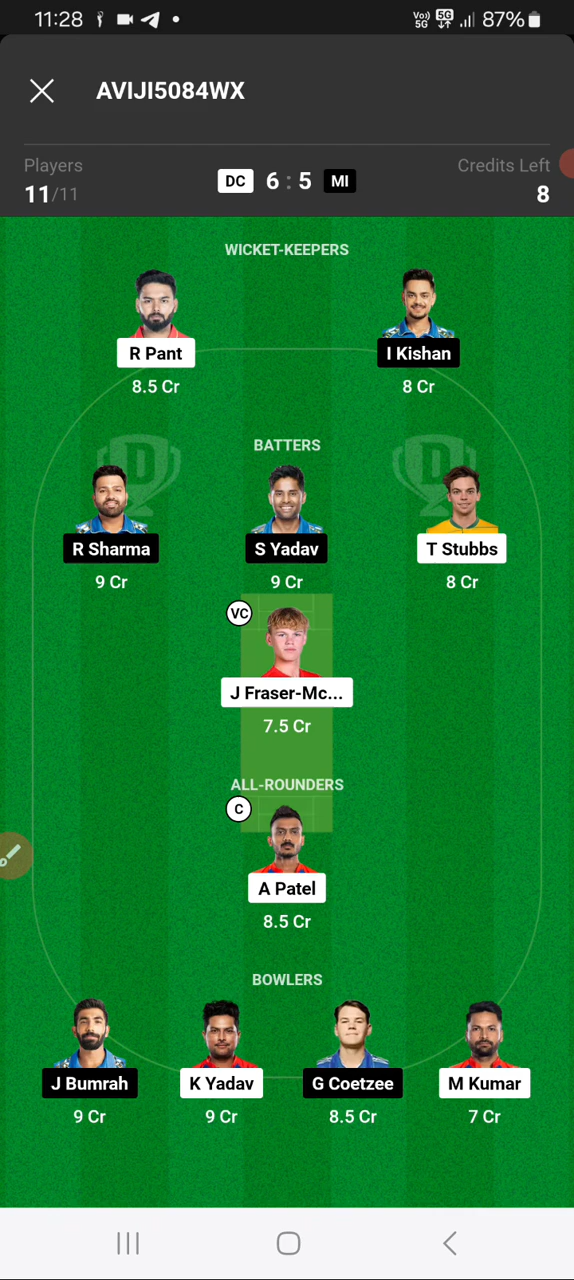 11:28 Vo)) 5G 5G 87%
AVIJI5084WX
Players Credits Left
11/11 DC 6 : 5 MI 8
WICKET-KEEPERS
R Pant I Kishan
8.5 Cr 8 Cr
BATTERS
D D
R Sharma S Yadav T Stubbs
9 Cr 9 Cr 8 Cr
VC
J Fraser-Mc...
7.5 Cr
ALL-ROUNDERS
C
A Patel
8.5 Cr
BOWLERS
J Bumrah K Yadav G Coetzee M Kumar
9 Cr 9 Cr 8.5 Cr 7 Cr